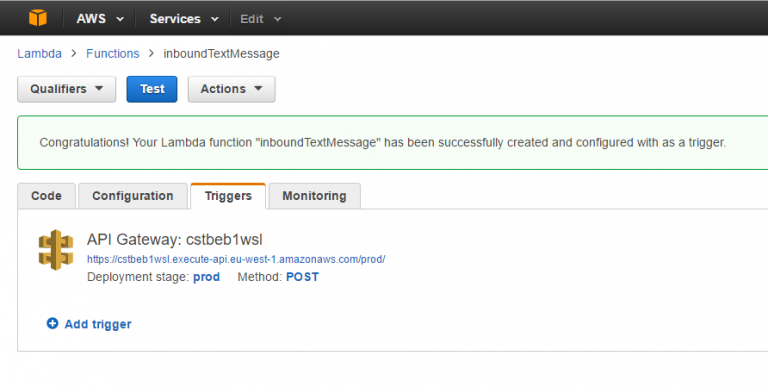 AWS Services Edit
Lambda > Functions > inboundTextMessage
Qualifiers Test Actions
Congratulations! Your Lambda function "inboundTextMessage" has been successfully created and configured with as a trigger.
Code Configuration Triggers Monitoring
API Gateway: cstbeb1wsl
https://cstbeb1wsl.execute-api.eu-west-1.amazonaws.com/prod/
Deployment stage: prod Method: POST
Add trigger